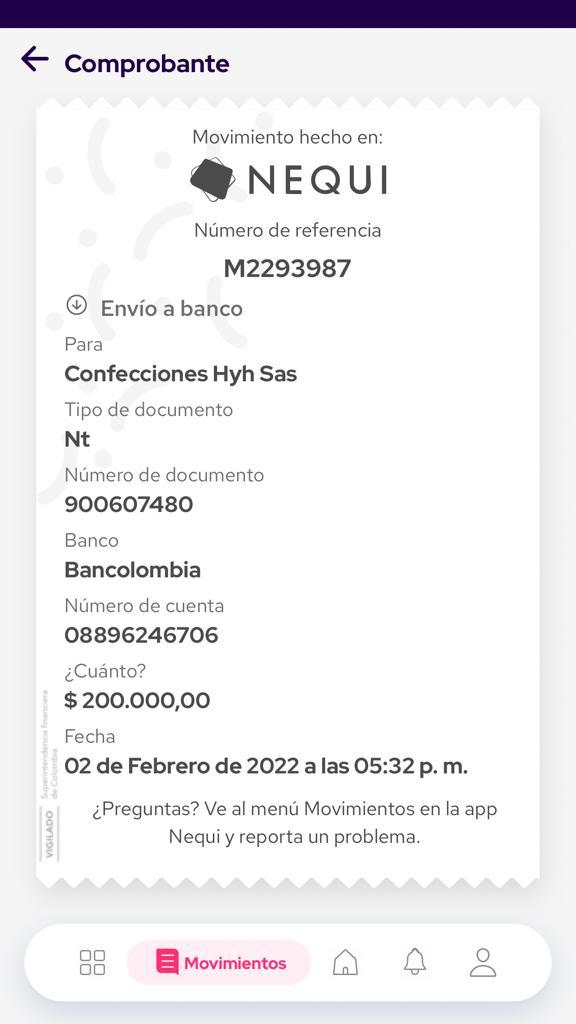 Comprobante
Movimiento hecho en:
NEQUI
Número de referencia
M2293987
Envío a banco
Para
Confecciones Hyh Sas
Tipo de documento
Nt
Número de documento
900607480
Banco
Bancolombia
Número de cuenta
08896246706
¿Cuánto?
$ 200.000,00
Fecha
02 de Febrero de 2022 a las 05:32 p. m.
¿Preguntas? Ve al menú Movimientos en la app
Nequi y reporta un problema.
VIGILADO
Superintendencia financiera
de Colombia
Movimientos